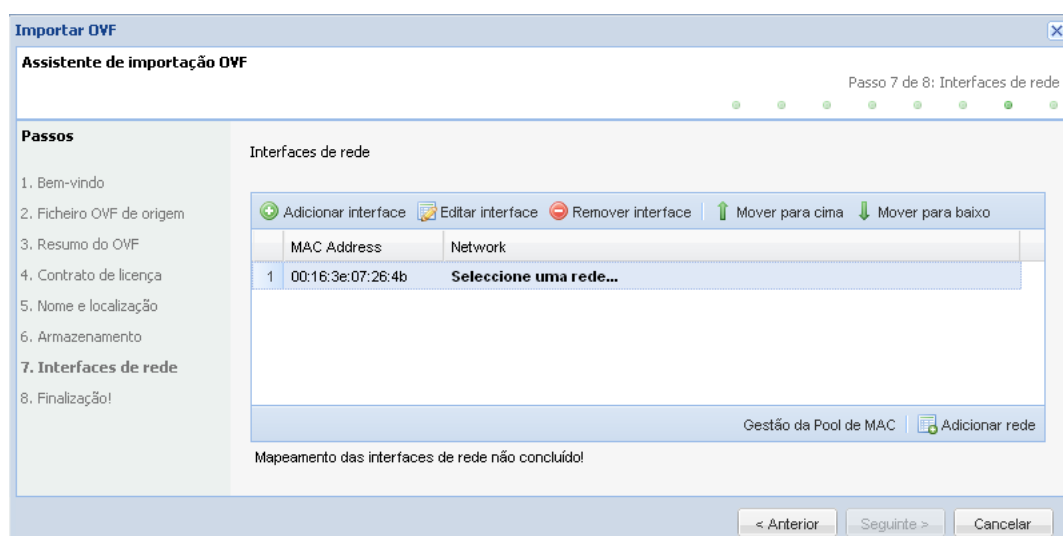 Importar OVF
Assistente de importação OVF
Passo 7 de 8: Interfaces de rede
Passos
1. Bem-vindo
2. Ficheiro OVF de origem
3. Resumo do OVF
4. Contrato de licença
5. Nome e localização
6. Armazenamento
7. Interfaces de rede
8. Finalização!
Interfaces de rede
Adicionar interface Editar interface Remover interface Mover para cima Mover para baixo
MAC Address Network
1 00:16:3e:07:26:4b Seleccione uma rede...
Gestão da Pool de MAC Adicionar rede
Mapeamento das interfaces de rede não concluído!
< Anterior Seguinte > Cancelar